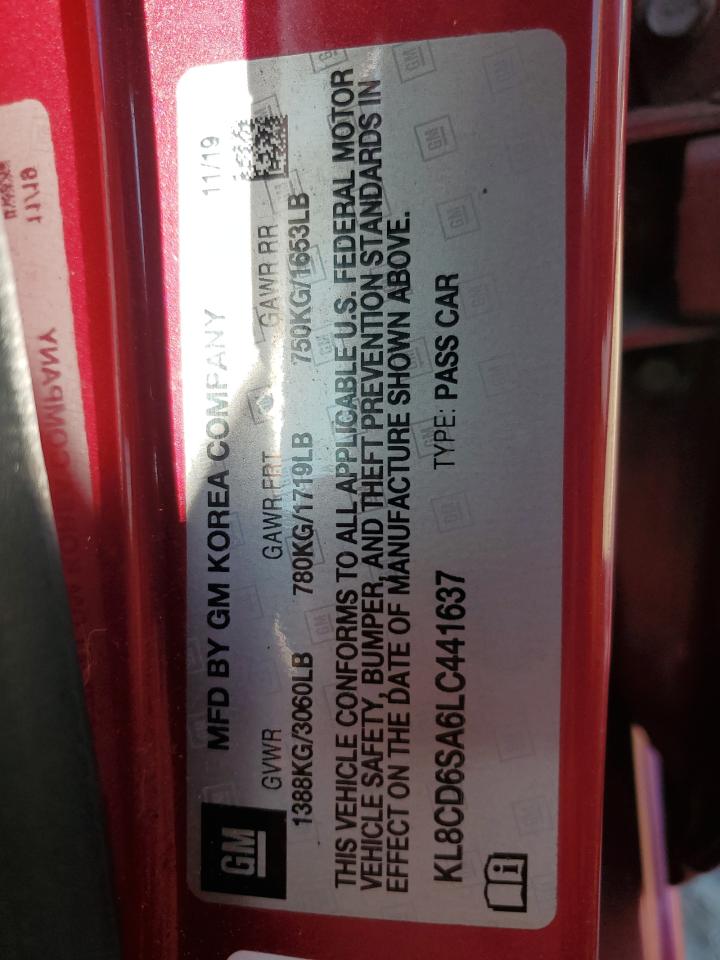 GM
MFD BY GM KOREA COMPANY 11/19
GVWR GAWR FRT GAWR RR
1388KG/3060LB 780KG/1719LB 750KG/1653LB
THIS VEHICLE CONFORMS TO ALL APPLICABLE U.S. FEDERAL MOTOR
VEHICLE SAFETY, BUMPER, AND THEFT PREVENTION STANDARDS IN
EFFECT ON THE DATE OF MANUFACTURE SHOWN ABOVE.
KL8CD6SA6LC441637 TYPE: PASS CAR